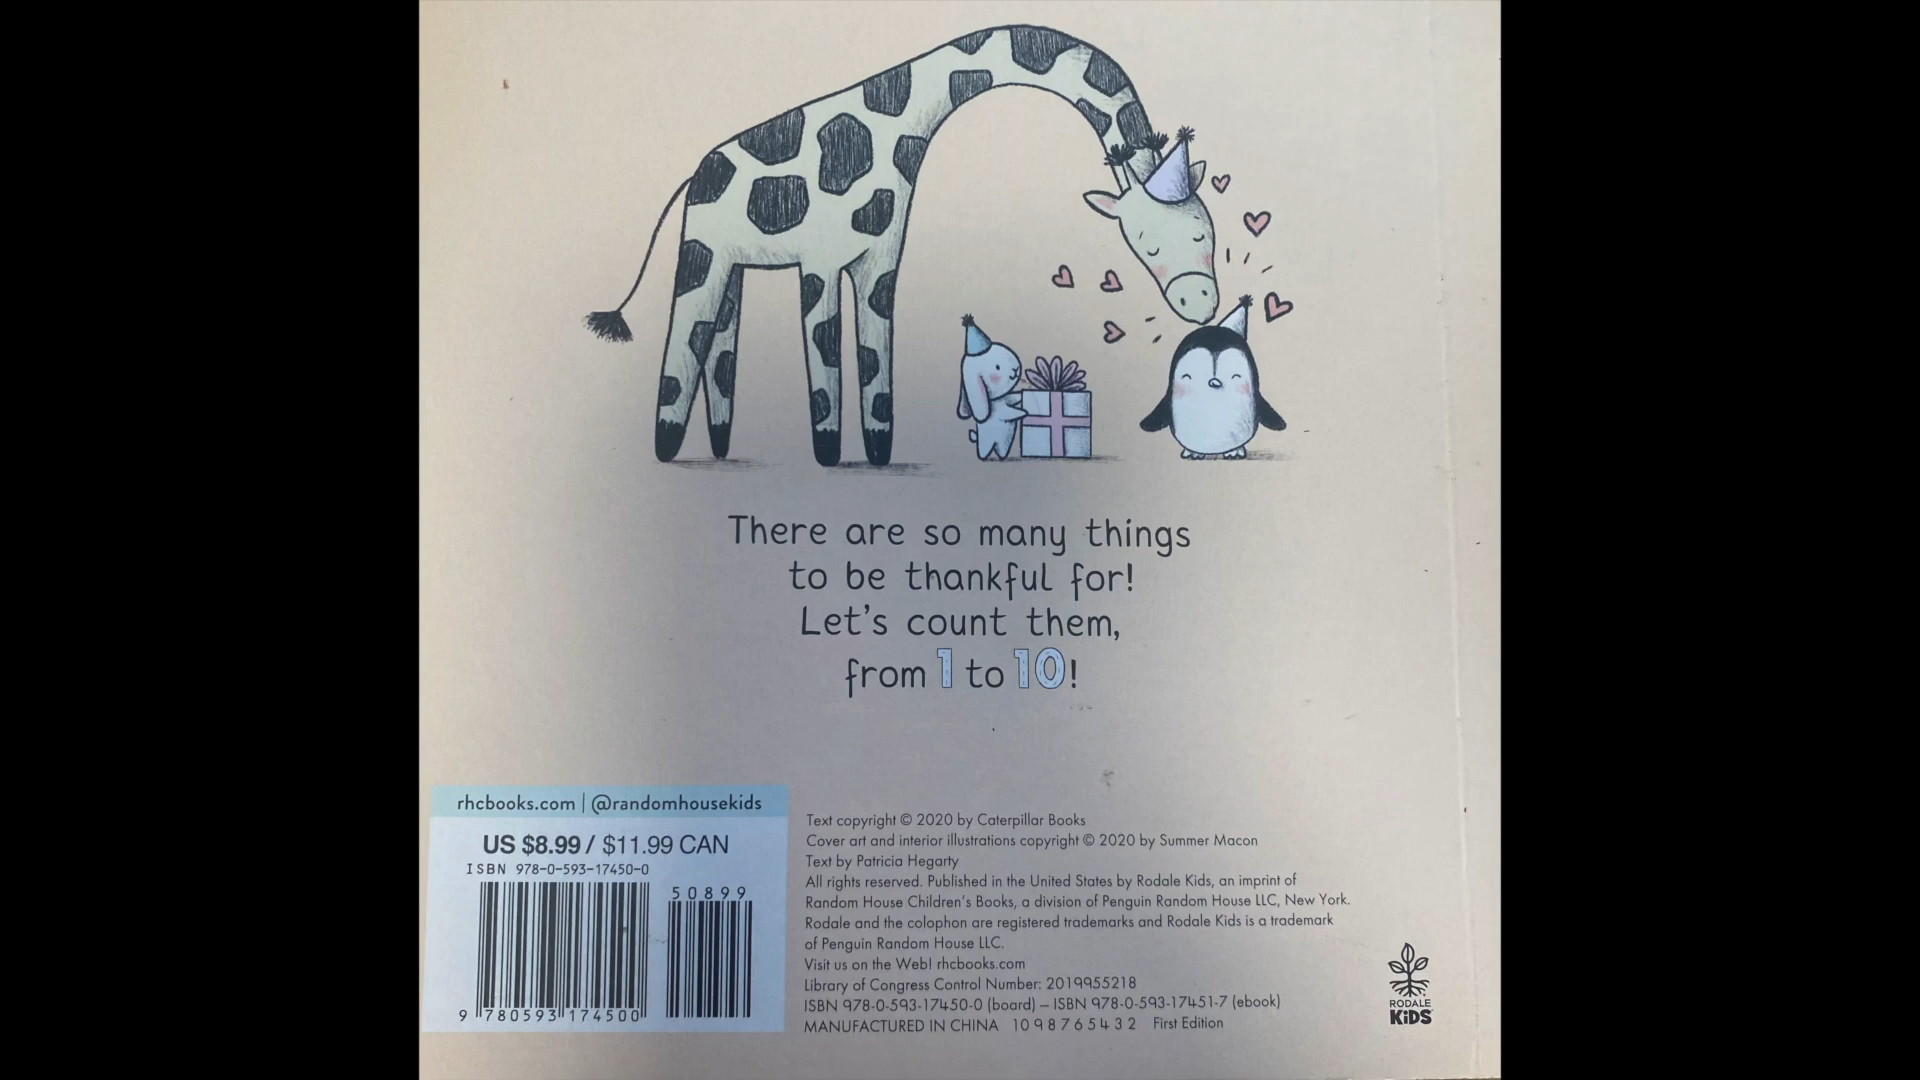 There are so many things
to be thankful for!
Let's count them,
from 1 to 10!
rhcbooks.com | @randomhousekids
US $8.99 / $11.99 CAN
ISBN 978-0-593-17450-0
50899
9 780593 174500
Text copyright © 2020 by Caterpillar Books
Cover art and interior illustrations copyright © 2020 by Summer Macon
Text by Patricia Hegarty
All rights reserved. Published in the United States by Rodale Kids, an imprint of
Random House Children's Books, a division of Penguin Random House LLC, New York.
Rodale and the colophon are registered trademarks and Rodale Kids is a trademark
of Penguin Random House LLC.
Visit us on the Web! rhcbooks.com
Library of Congress Control Number: 2019955218
ISBN 978-0-593-17450-0 (board) – ISBN 978-0-593-17451-7 (ebook)
MANUFACTURED IN CHINA 10 9 8 7 6 5 4 3 2 First Edition
RODALE
KiDS